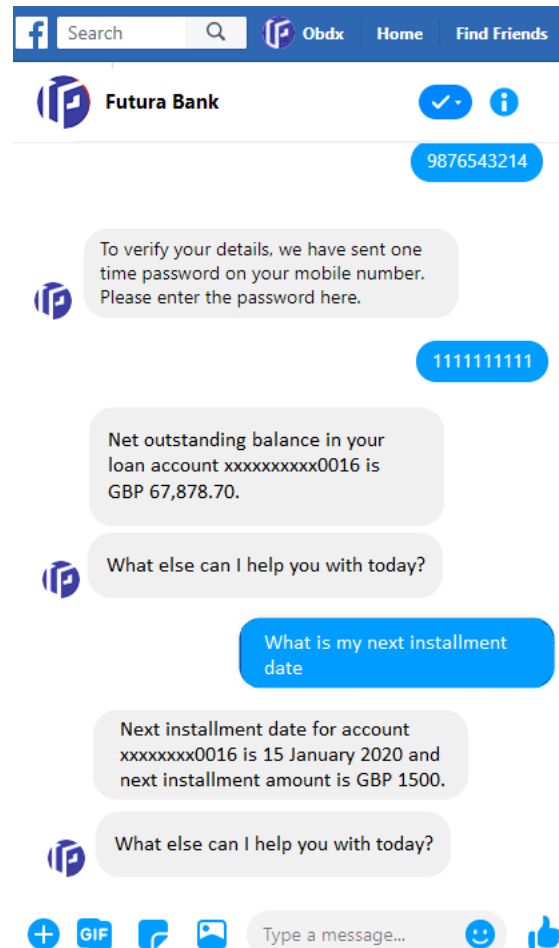 Search
Obdx
Home
Find Friends
Futura Bank
9876543214
To verify your details, we have sent one
time password on your mobile number.
Please enter the password here.
1111111111
Net outstanding balance in your
loan account xxxxxxxxxx0016 is
GBP 67,878.70.
What else can I help you with today?
What is my next installment
date
Next installment date for account
xxxxxxxx0016 is 15 January 2020 and
next installment amount is GBP 1500.
What else can I help you with today?
GIF
Type a message...